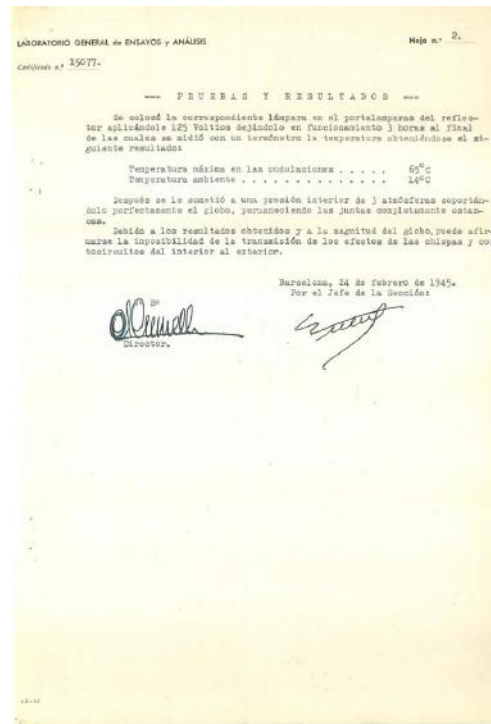 LABORATORIO GENERAL de ENSAYOS y ANÁLISIS
Hoja n.º 2.
Certificado n.º 15077.
--- PRUEBAS Y RESULTADOS ---
Se colocó la correspondiente lámpara en el portalamparas del reflec-
tor aplicándole 125 Voltios dejándolo en funcionamiento 3 horas al final
de las cuales se midió con un termómetro la temperatura obteniéndose el si-
guiente resultado:
Temperatura máxima en las ondulaciones . . . . . 65ºC
Temperatura ambiente . . . . . . . . . . . . . . 14ºC
Después se le sometió a una presión interior de 3 atmósferas soportán-
dolo perfectamente el globo, permaneciendo las juntas completamente estan-
cas.
Debido a los resultados obtenidos y a la magnitud del globo, puede afir-
marse la imposibilidad de la transmisión de los efectos de las chispas y cor
tocircuitos del interior al exterior.
Barcelona, 24 de febrero de 1945.
Por el Jefe de la Sección:
Bº
Director.